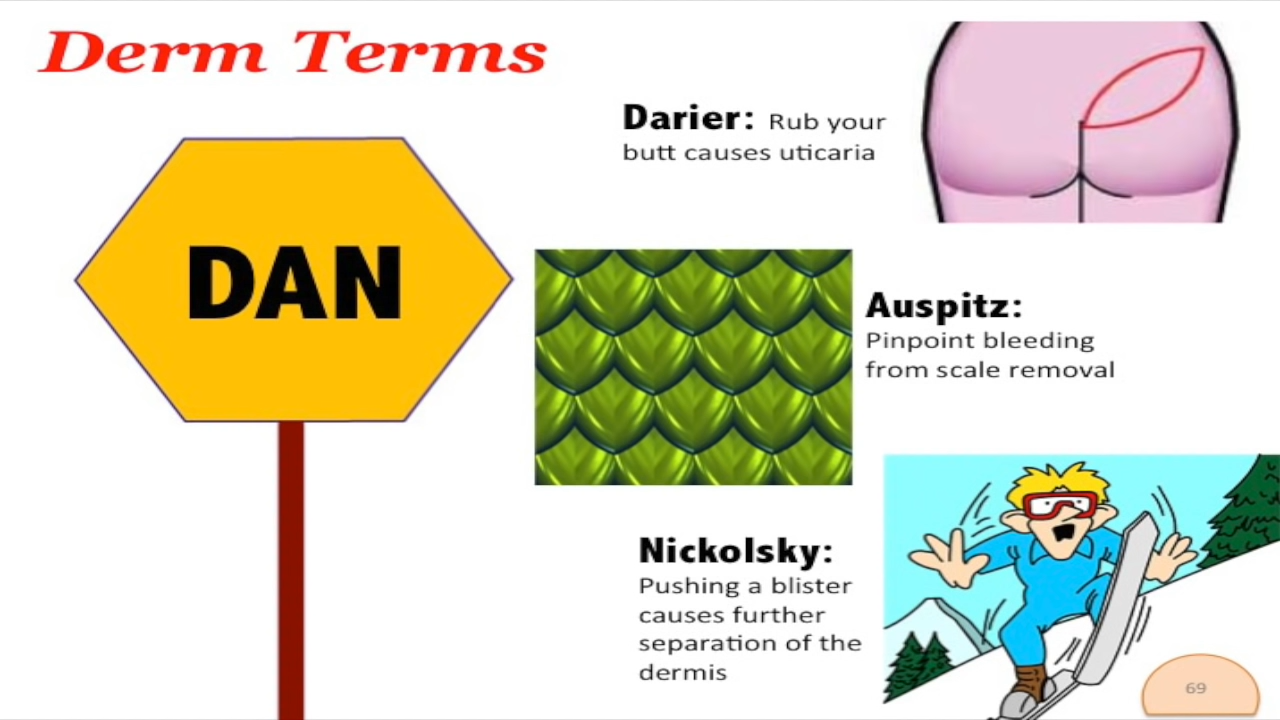 Derm Terms
DAN
Darier: Rub your
butt causes uticaria
Auspitz:
Pinpoint bleeding
from scale removal
Nickolsky:
Pushing a blister
causes further
separation of the
dermis
69